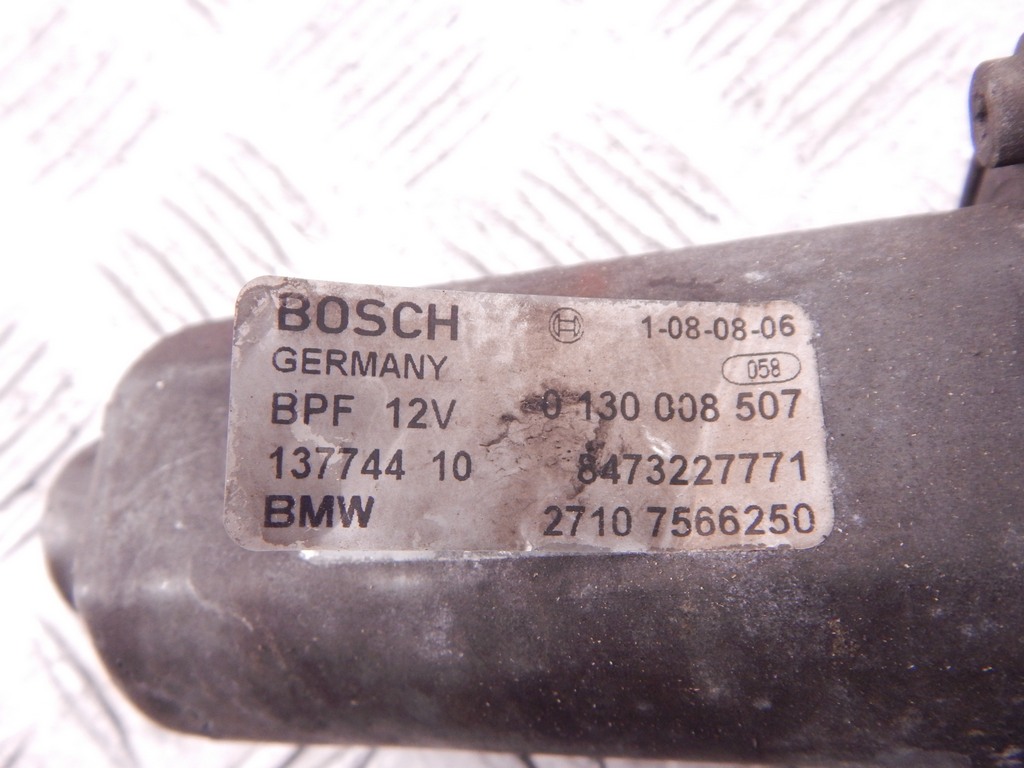 BOSCH 1-08-08-06
GERMANY 058
BPF 12V 0 130 008 507
137744 10 8473227771
BMW 2710 7566250